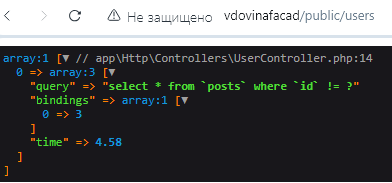 Не защищено vdovinafacad/public/users
array:1 [▼ // app\Http\Controllers\UserController.php:14
0 => array:3 [▼
"query" => "select * from `posts` where `id` != ?"
"bindings" => array:1 [▼
0 => 3
]
"time" => 4.58
]
]